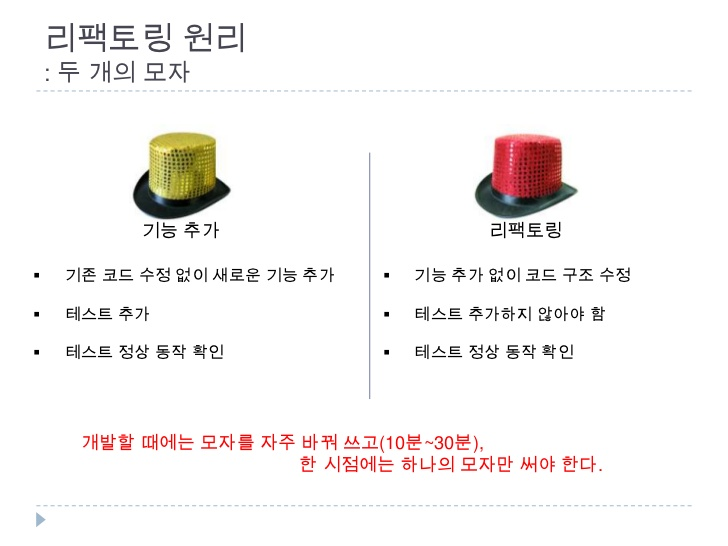 리팩토링 원리
: 두 개의 모자
기능 추가
▪ 기존 코드 수정 없이 새로운 기능 추가
▪ 테스트 추가
▪ 테스트 정상 동작 확인
리팩토링
▪ 기능 추가 없이 코드 구조 수정
▪ 테스트 추가하지 않아야 함
▪ 테스트 정상 동작 확인
개발할 때에는 모자를 자주 바꿔 쓰고(10분~30분),
한 시점에는 하나의 모자만 써야 한다.